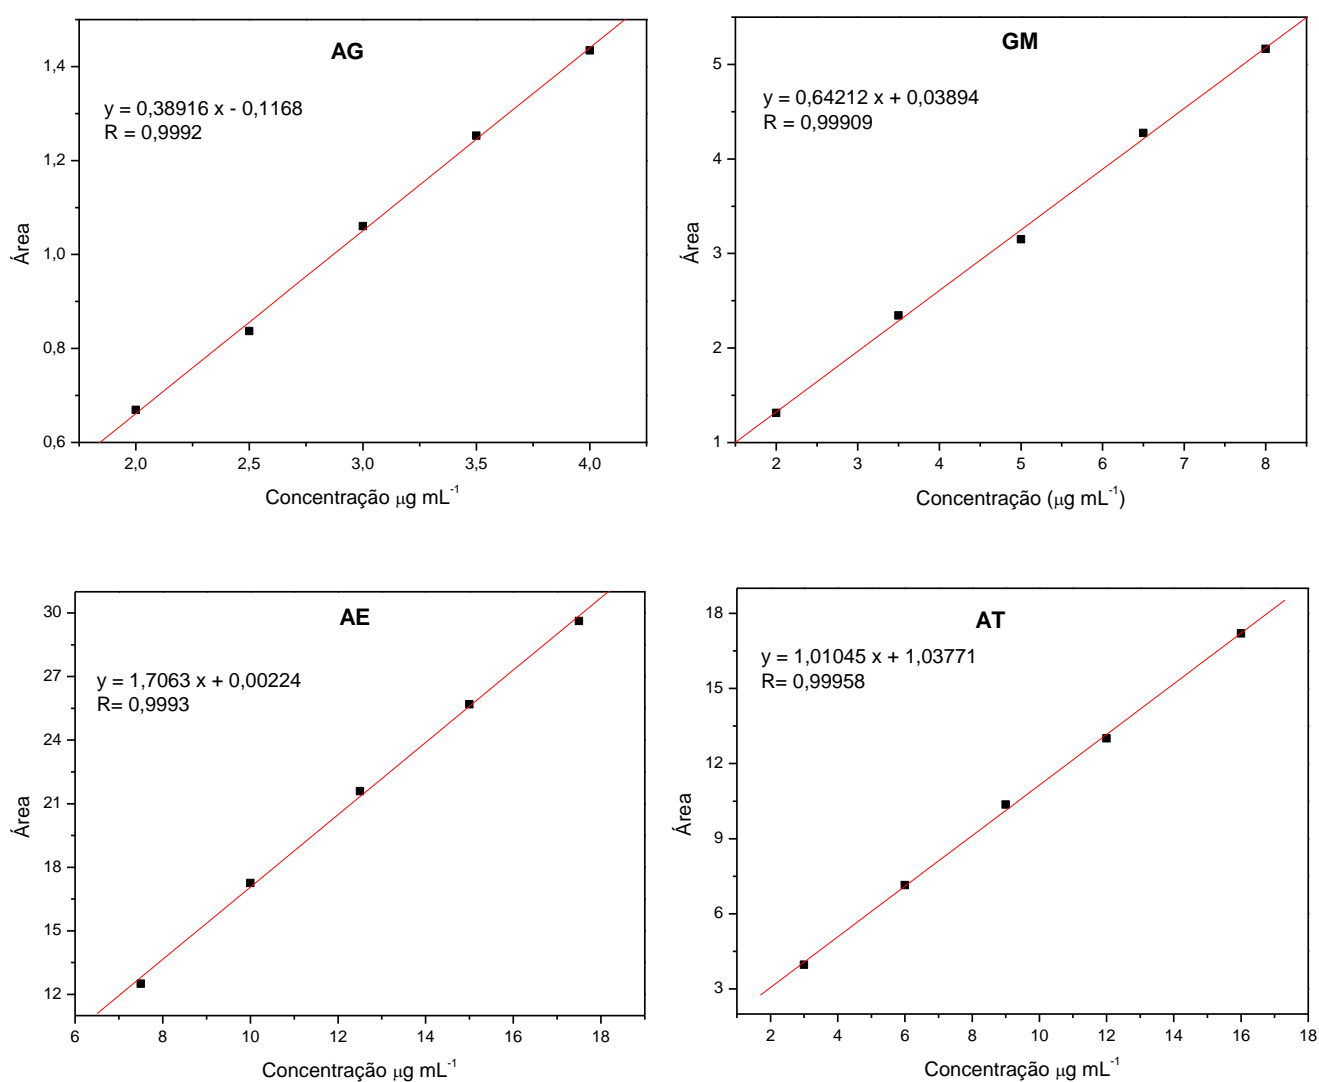 AG
y = 0,38916 x - 0,1168
R = 0,9992
1,4
1,2
1,0
0,8
0,6
Área
2,0 2,5 3,0 3,5 4,0
Concentração μg mL⁻¹
GM
y = 0,64212 x + 0,03894
R = 0,99909
5
4
3
2
1
Área
2 3 4 5 6 7 8
Concentração (μg mL⁻¹)
AE
y = 1,7063 x + 0,00224
R= 0,9993
30
27
24
21
18
15
12
Área
6 8 10 12 14 16 18
Concentração μg mL⁻¹
AT
y = 1,01045 x + 1,03771
R= 0,99958
18
15
12
9
6
3
Área
2 4 6 8 10 12 14 16 18
Concentração μg mL⁻¹